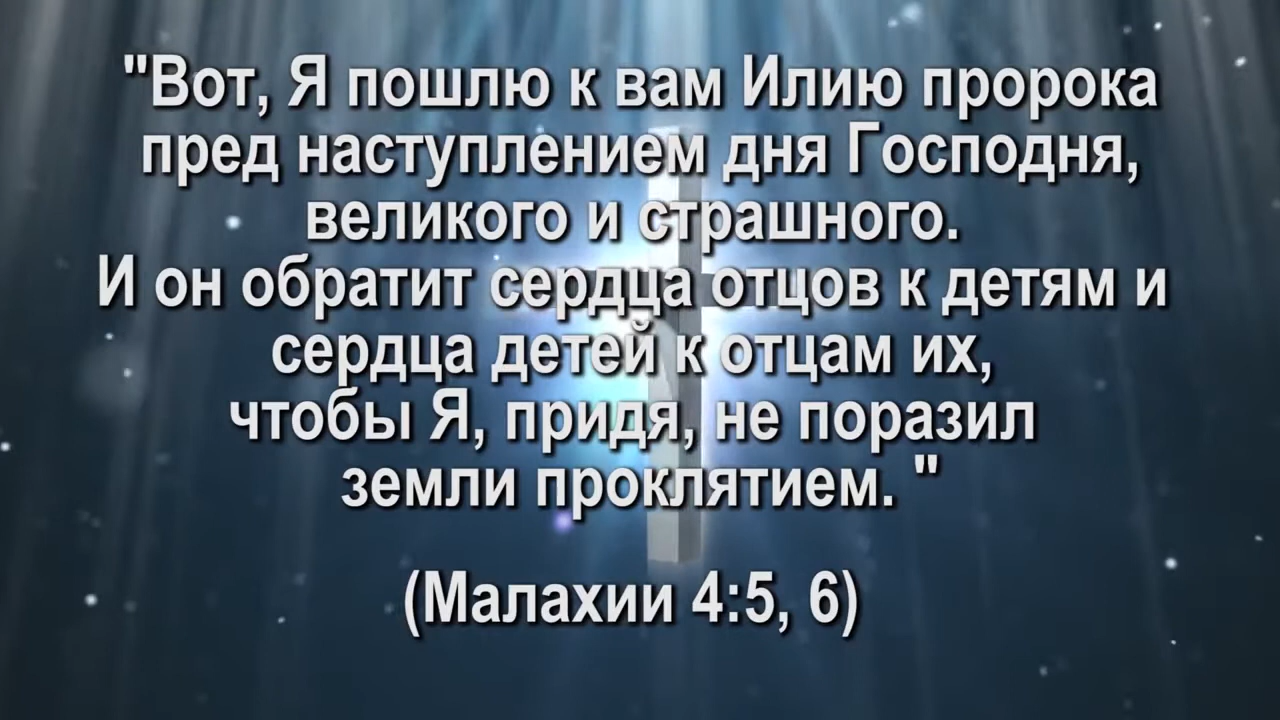 "Вот, Я пошлю к вам Илию пророка
пред наступлением дня Господня,
великого и страшного.
И он обратит сердца отцов к детям и
сердца детей к отцам их,
чтобы Я, придя, не поразил
земли проклятием. "
(Малахии 4:5, 6)